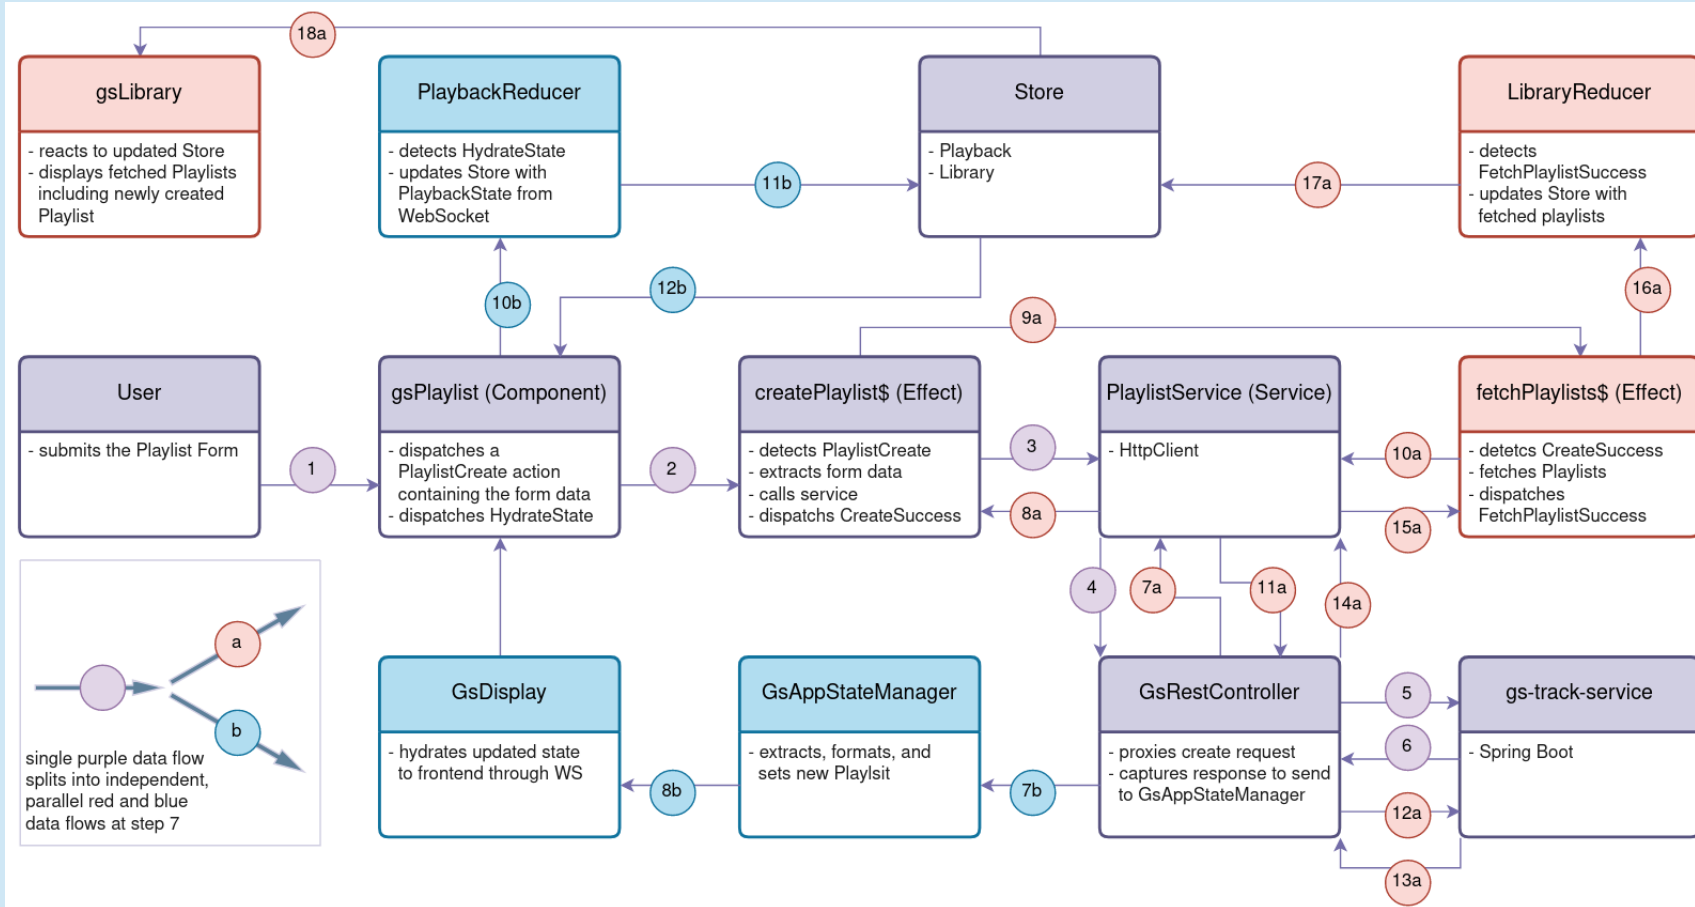 18a
gsLibrary
- reacts to updated Store
- displays fetched Playlists
including newly created
Playlist
PlaybackReducer
- detects HydrateState
- updates Store with
PlaybackState from
WebSocket
11b
Store
- Playback
- Library
17a
LibraryReducer
- detects
FetchPlaylistSuccess
- updates Store with
fetched playlists
10b
12b
9a
16a
User
- submits the Playlist Form
1
gsPlaylist (Component)
- dispatches a
PlaylistCreate action
containing the form data
- dispatches HydrateState
2
createPlaylist$ (Effect)
- detects PlaylistCreate
- extracts form data
- calls service
- dispatchs CreateSuccess
3
8a
PlaylistService (Service)
- HttpClient
10a
15a
fetchPlaylists$ (Effect)
- detetcs CreateSuccess
- fetches Playlists
- dispatches
FetchPlaylistSuccess
4
7a
11a
14a
a
b
single purple data flow
splits into independent,
parallel red and blue
data flows at step 7
GsDisplay
- hydrates updated state
to frontend through WS
8b
GsAppStateManager
- extracts, formats, and
sets new Playlsit
7b
GsRestController
- proxies create request
- captures response to send
to GsAppStateManager
5
6
12a
13a
gs-track-service
- Spring Boot